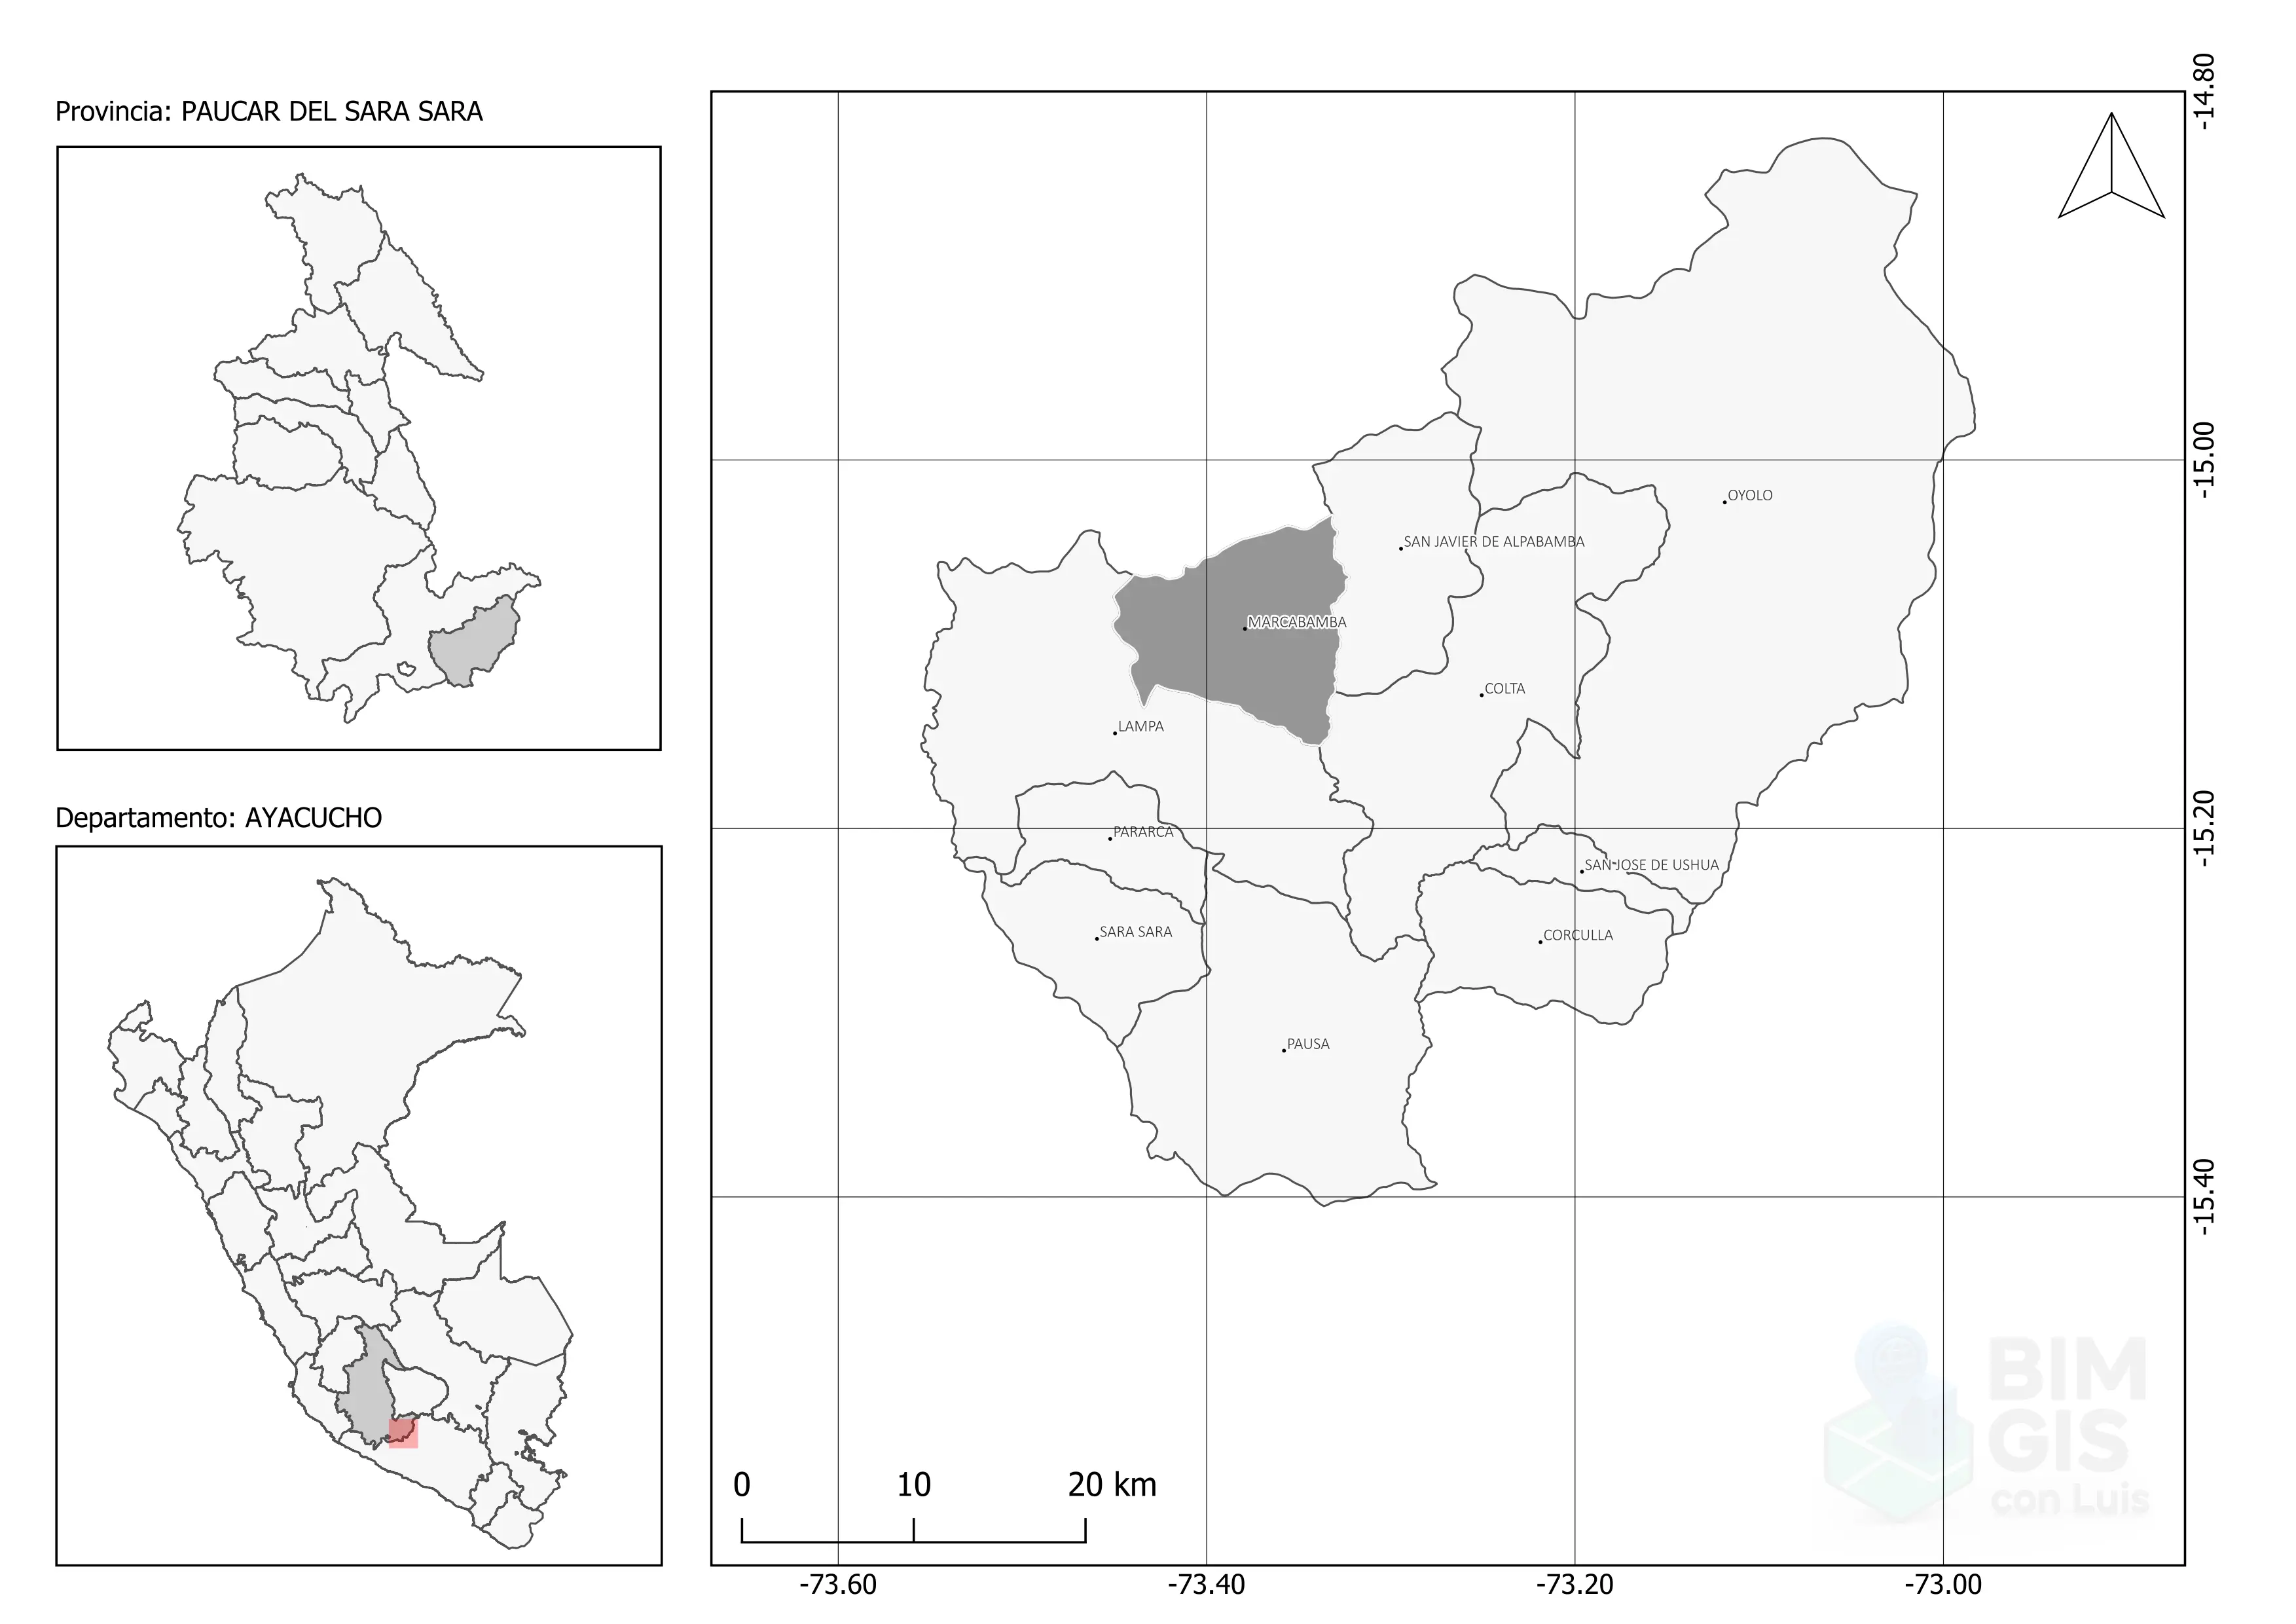 Provincia: PAUCAR DEL SARA SARA
Departamento: AYACUCHO
-14.80
-15.00
-15.20
-15.40
OYOLO
SAN JAVIER DE ALPABAMBA
MARCABAMBA
COLTA
LAMPA
PARARCA
SAN JOSE DE USHUA
SARA SARA
CORCULLA
PAUSA
0 10 20 km
-73.60 -73.40 -73.20 -73.00
BIM
GIS
con Luis